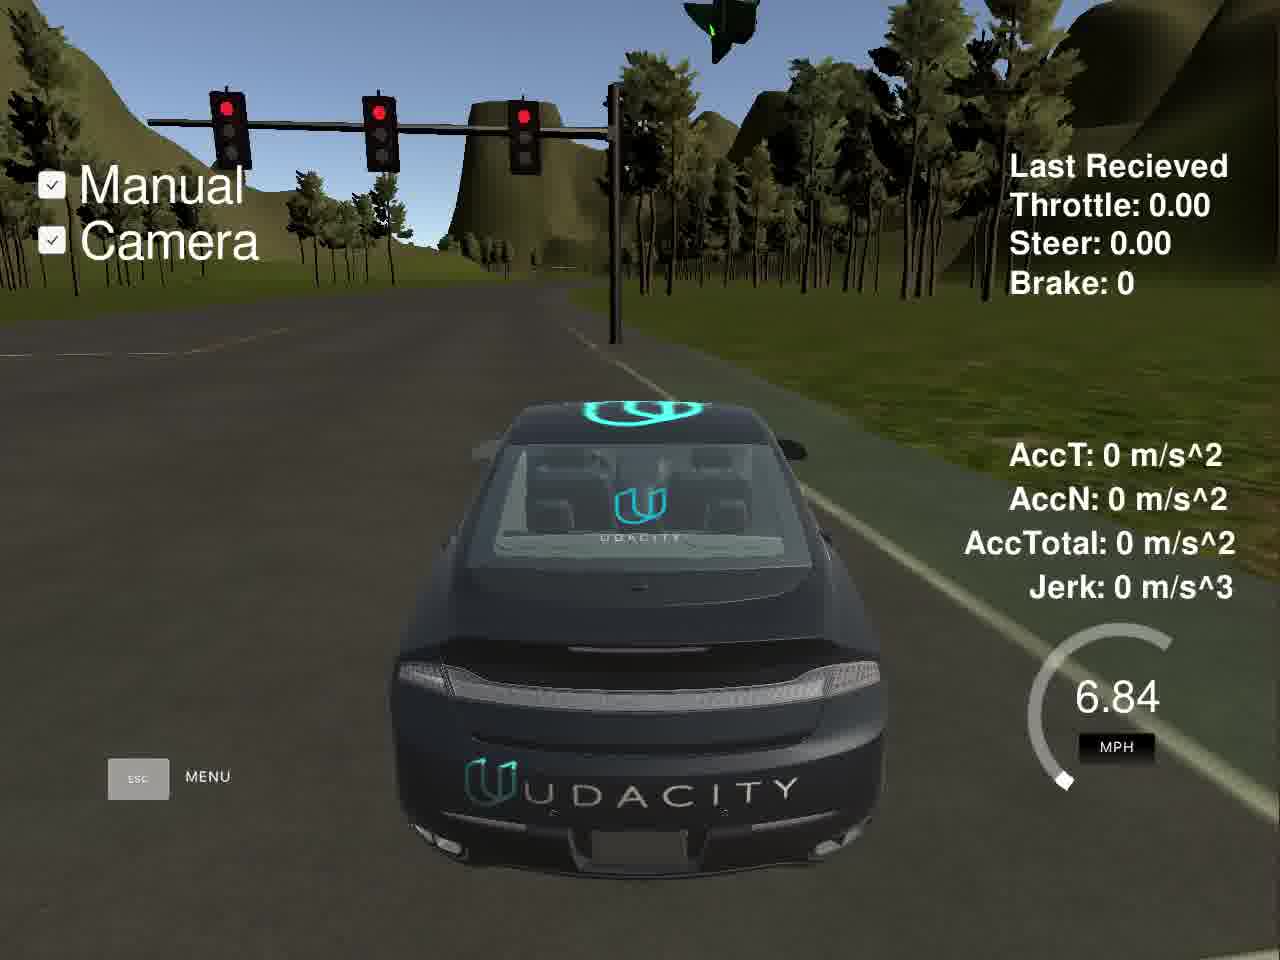 Manual
Camera
Last Recieved
Throttle: 0.00
Steer: 0.00
Brake: 0
AccT: 0 m/s^2
AccN: 0 m/s^2
AccTotal: 0 m/s^2
Jerk: 0 m/s^3
UDACITY
6.84
MPH
ESC
MENU
UDACITY